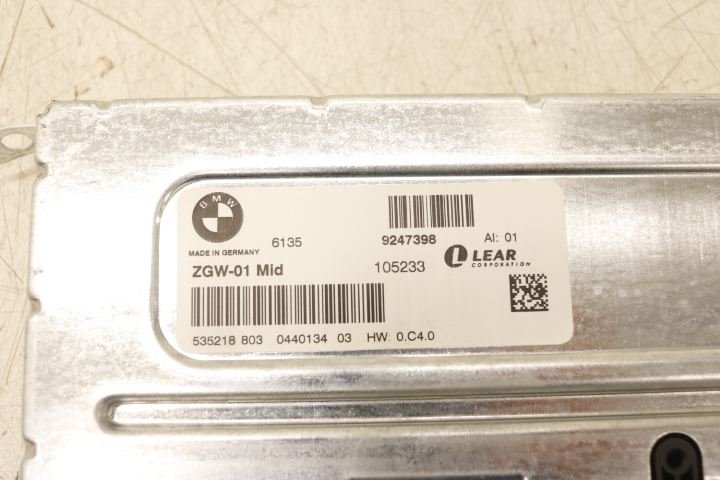 BMW
6135 9247398 AI: 01
MADE IN GERMANY
ZGW-01 Mid 105233 LEAR
CORPORATION
535218 803 0440134 03 HW: 0.C4.0